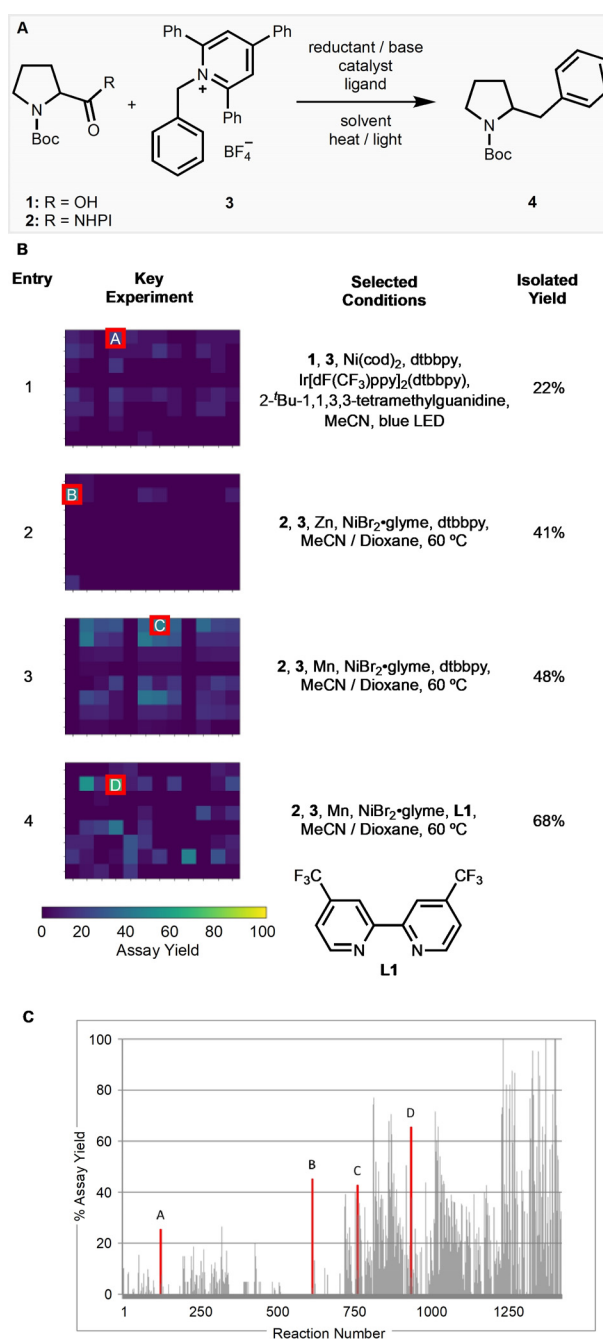 A
Ph
Ph
R
N
+
Boc
O
+
N
Ph
Ph
BF4−
reductant / base
catalyst
ligand
solvent
heat / light
N
Boc
1: R = OH
2: R = NHPI
3
4
B
Entry
Key
Experiment
Selected
Conditions
Isolated
Yield
A
1
1, 3, Ni(cod)2, dtbbpy,
Ir[dF(CF3)ppy]2(dtbbpy),
2-tBu-1,1,3,3-tetramethylguanidine,
MeCN, blue LED
22%
B
2
2, 3, Zn, NiBr2•glyme, dtbbpy,
MeCN / Dioxane, 60 ºC
41%
C
3
2, 3, Mn, NiBr2•glyme, dtbbpy,
MeCN / Dioxane, 60 ºC
48%
D
4
2, 3, Mn, NiBr2•glyme, L1,
MeCN / Dioxane, 60 ºC
68%
0 20 40 60 80 100
Assay Yield
F3C
CF3
N N
L1
C
% Assay Yield
100
80
60
40
20
0
A
B
C
D
1 250 500 750 1000 1250
Reaction Number